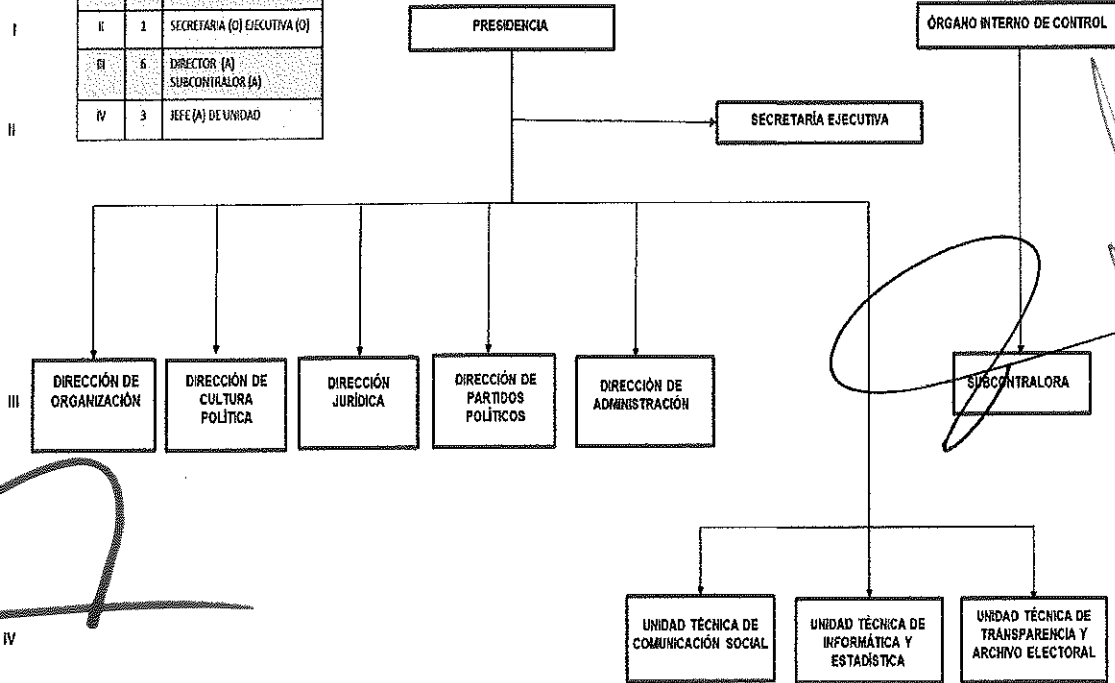 I
II 1 SECRETARIA (O) EJECUTIVA (O)
III 6 DIRECTOR (A)
SUBCONTRALOR (A)
IV 3 JEFE (A) DE UNIDAD
PRESIDENCIA
ÓRGANO INTERNO DE CONTROL
II
SECRETARÍA EJECUTIVA
III
DIRECCIÓN DE
ORGANIZACIÓN
DIRECCIÓN DE
CULTURA
POLÍTICA
DIRECCIÓN
JURÍDICA
DIRECCIÓN DE
PARTIDOS
POLÍTICOS
DIRECCIÓN DE
ADMINISTRACIÓN
SUBCONTRALORA
IV
UNIDAD TÉCNICA DE
COMUNICACIÓN SOCIAL
UNIDAD TÉCNICA DE
INFORMÁTICA Y
ESTADÍSTICA
UNIDAD TÉCNICA DE
TRANSPARENCIA Y
ARCHIVO ELECTORAL